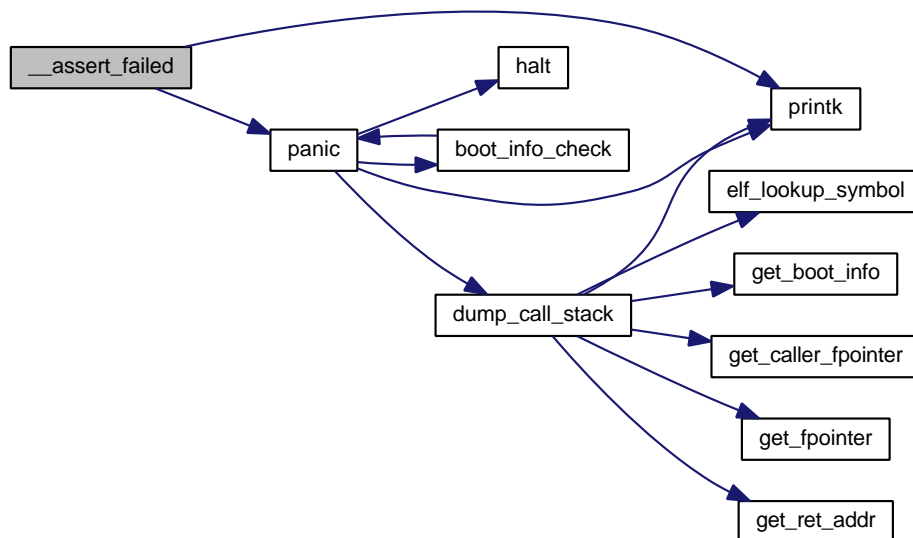 __assert_failed
halt
printk
panic
boot_info_check
elf_lookup_symbol
get_boot_info
dump_call_stack
get_caller_fpointer
get_fpointer
get_ret_addr